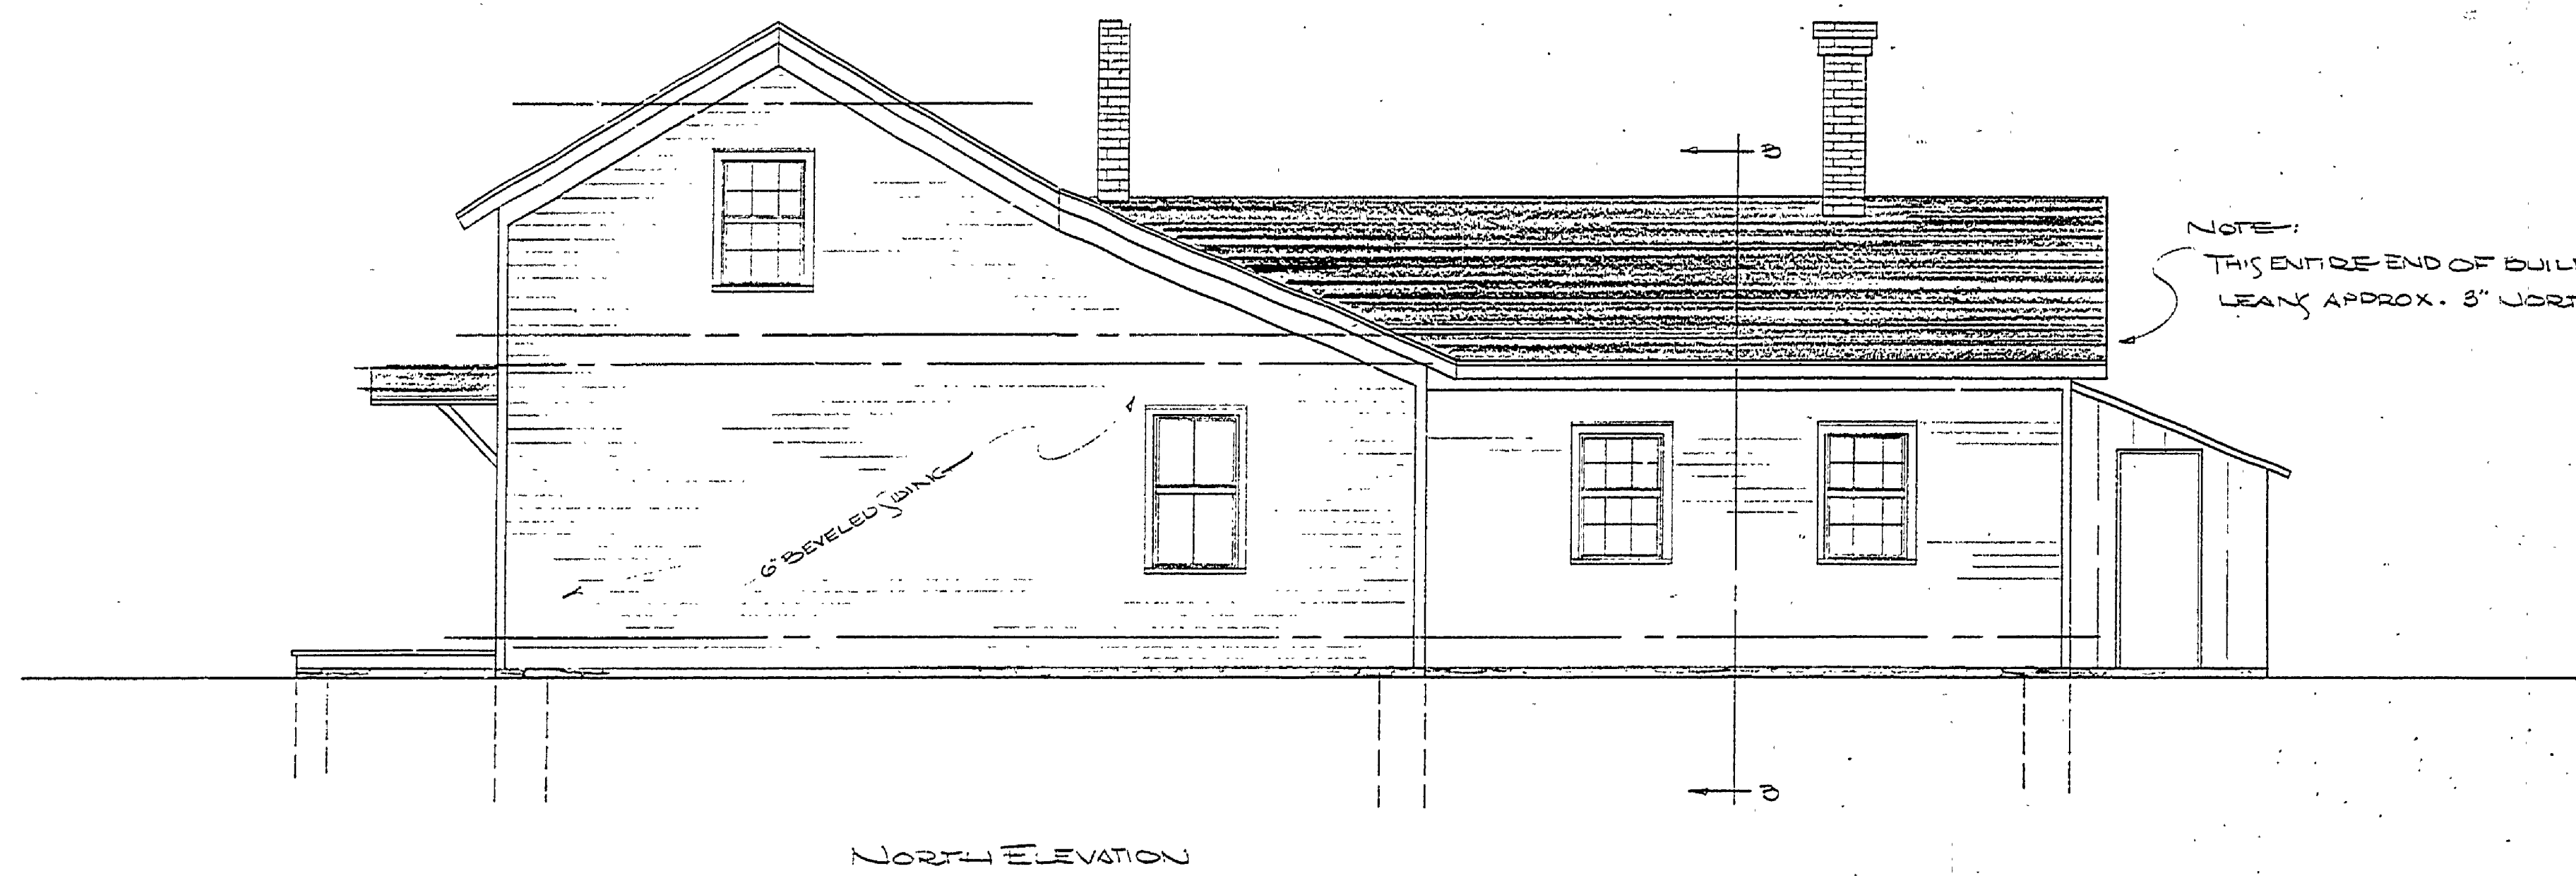 B
NOTE:
THIS ENTIRE END OF BUIL
LEANS APPROX. 3" NORT
6" BEVELED SIDING
B
NORTH ELEVATION